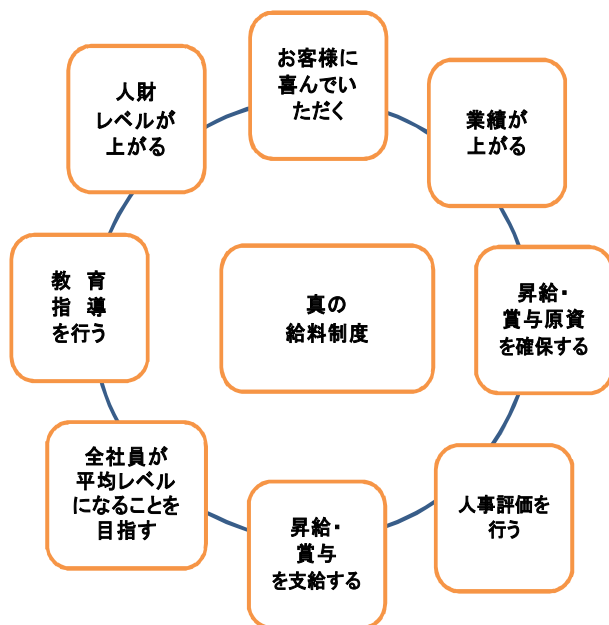 お客様に
喜んでい
ただく
業績が
上がる
昇給・
賞与原資
を確保する
人事評価を
行う
昇給・
賞与
を支給する
全社員が
平均レベル
になることを
目指す
教　育
指　導
を行う
人財
レベルが
上がる
真の
給料制度